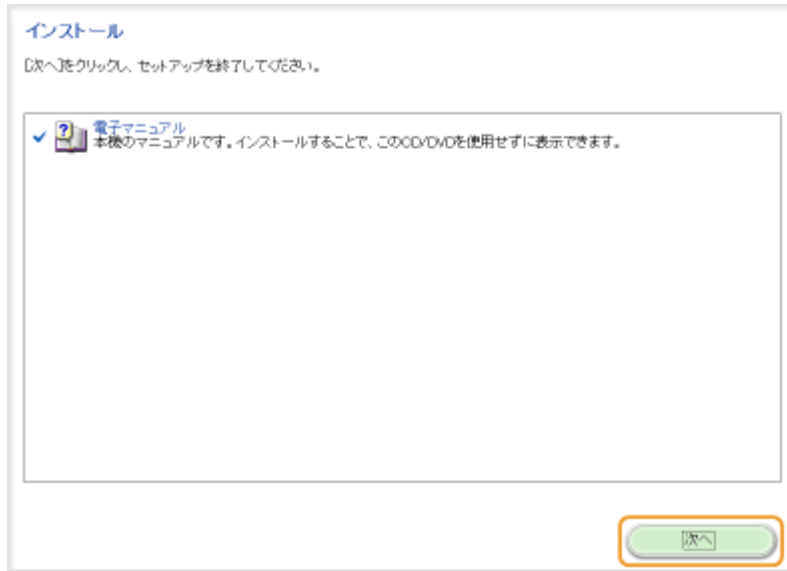 インストール
[次へ]をクリックし、セットアップを終了してください。
電子マニュアル
本機のマニュアルです。インストールすることで、このCD/DVDを使用せずに表示できます。
次へ